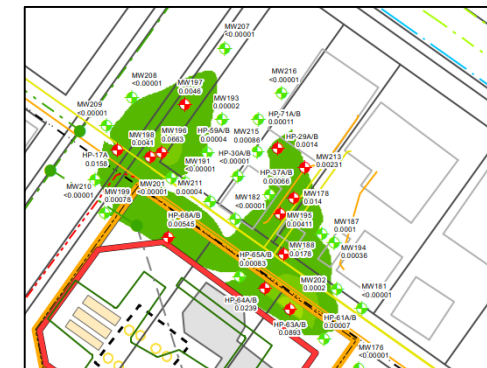 MW207
<0.00001
MW208
<0.00001
MW197
0.0046
MW216
<0.00001
MW209
<0.00001
MW193
0.00002
HP-71A/B
0.00011
MW198
0.0041
MW196
0.0663
HP-59A/B
0.00004
MW215
0.00086
HP-29A/B
0.0014
HP-17A
0.0158
MW191
<0.00001
HP-30A/B
<0.00001
MW213
0.00231
MW210
<0.00001
MW199
0.00078
MW201
<0.00001
MW211
0.00004
HP-37A/B
0.00066
MW182
<0.00001
MW178
0.014
HP-68A/B
0.00545
MW195
0.00411
MW187
0.0001
MW188
0.0178
MW194
0.00036
HP-65A/B
0.00083
MW202
0.0002
MW181
<0.00001
HP-64A/B
0.0239
HP-63A/B
0.0893
HP-61A/B
0.00007
MW176
<0.00001